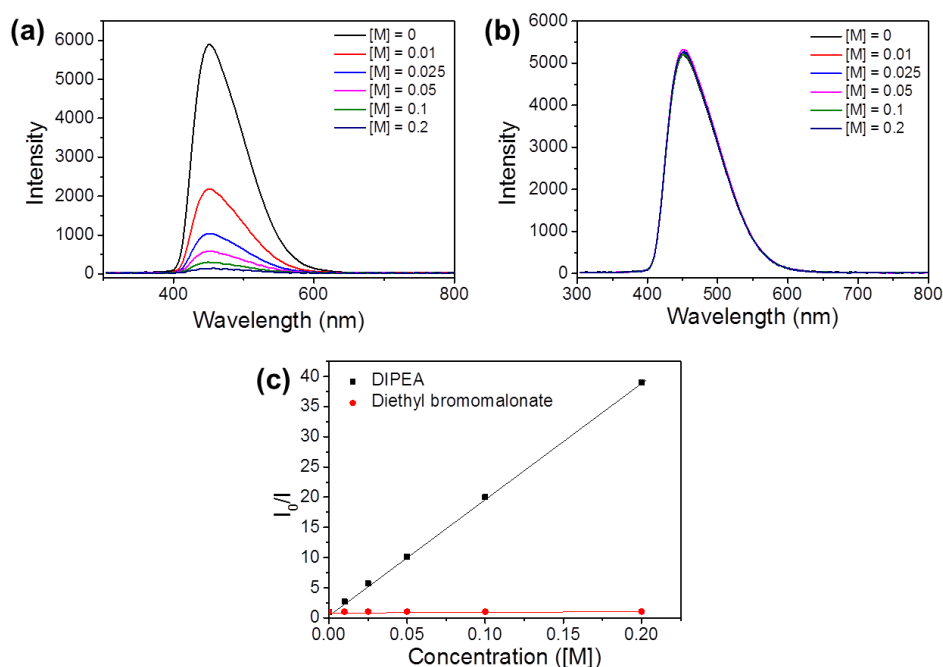 (a)
6000
5000
4000
3000
2000
1000
0
Intensity
400
600
800
Wavelength (nm)
[M] = 0
[M] = 0.01
[M] = 0.025
[M] = 0.05
[M] = 0.1
[M] = 0.2
(b)
6000
5000
4000
3000
2000
1000
0
Intensity
300
400
500
600
700
800
Wavelength (nm)
[M] = 0
[M] = 0.01
[M] = 0.025
[M] = 0.05
[M] = 0.1
[M] = 0.2
(c)
40
35
30
25
20
15
10
5
0
I0/I
DIPEA
Diethyl bromomalonate
0.00
0.05
0.10
0.15
0.20
Concentration ([M])